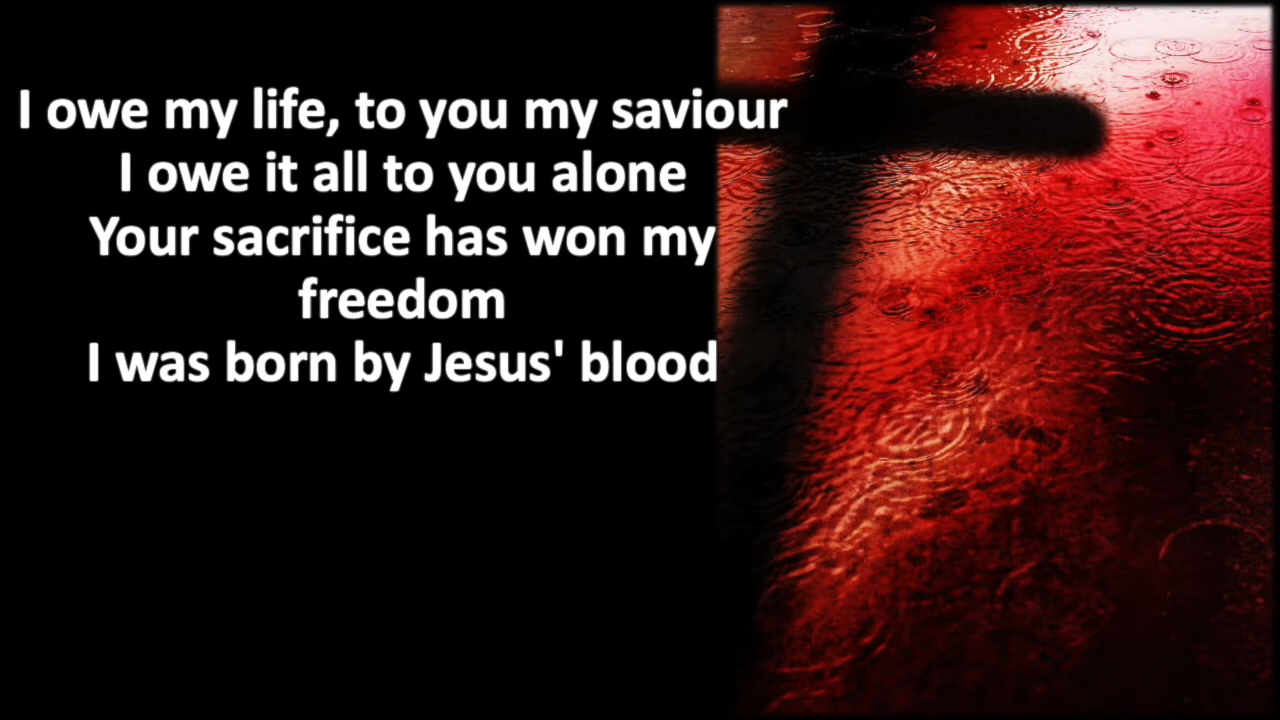 I owe my life, to you my saviour
I owe it all to you alone
Your sacrifice has won my
freedom
I was born by Jesus' blood